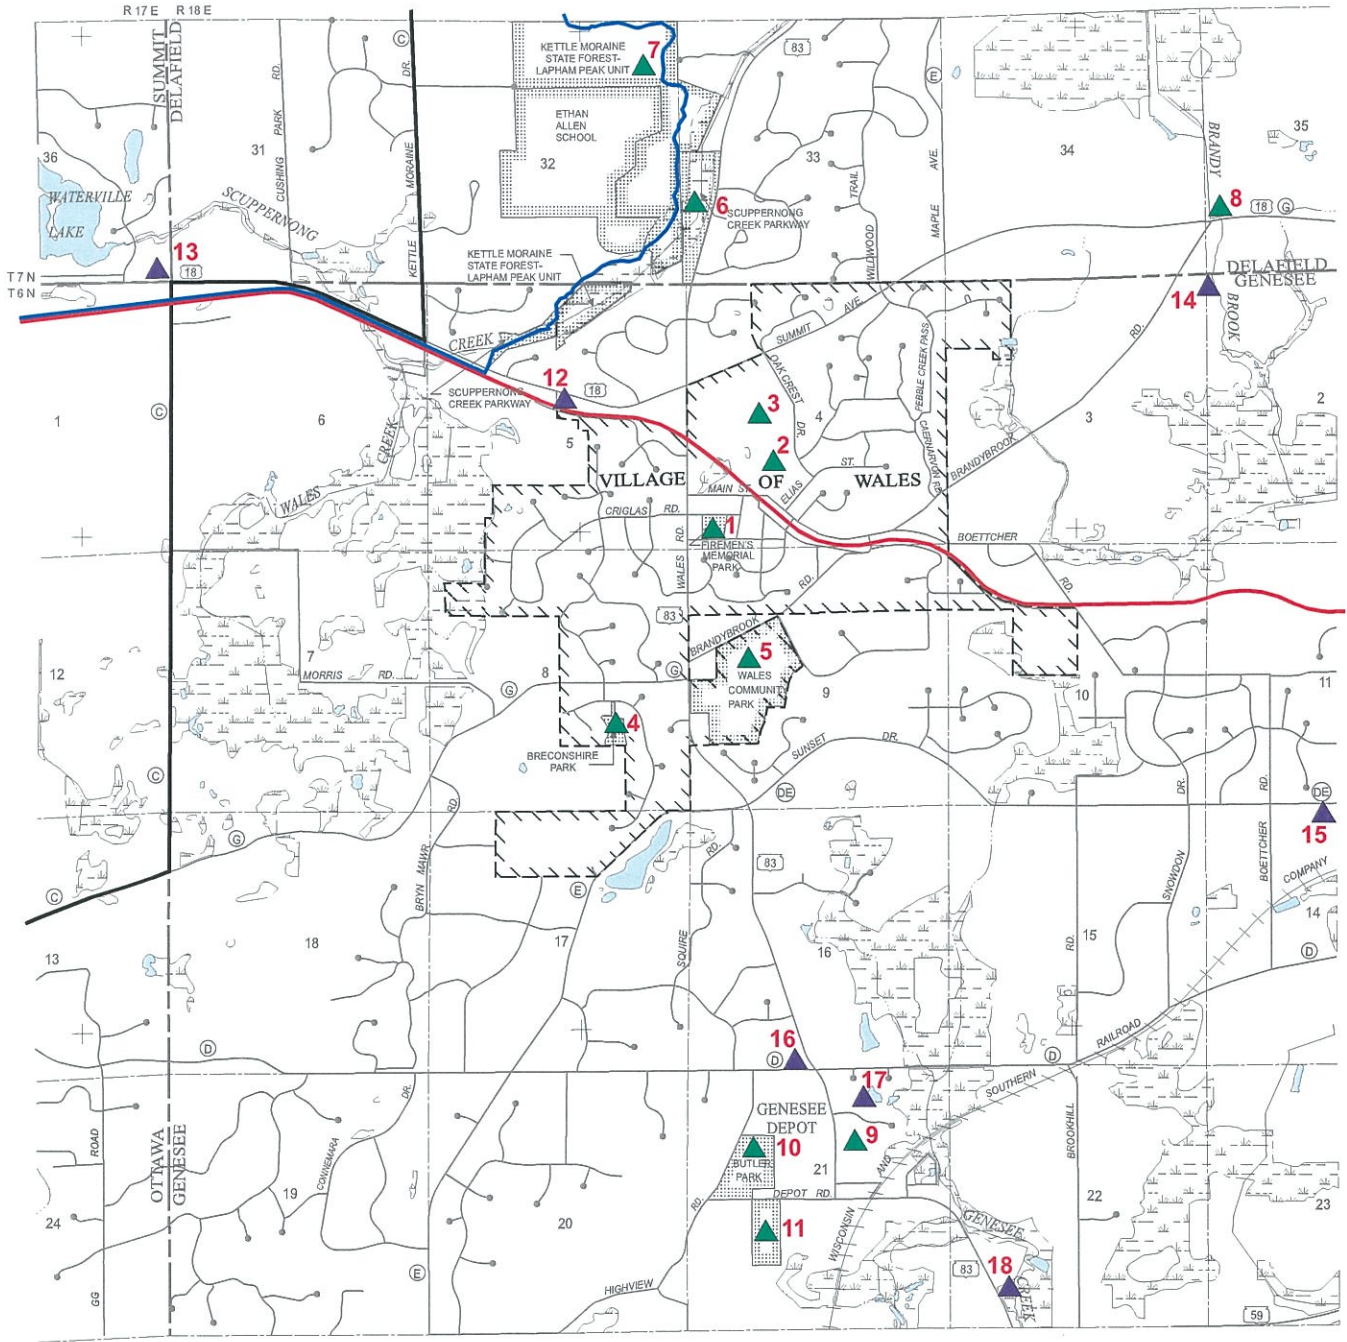 R 17 E R 18 E
SUMMIT
DELAFIELD
C
KETTLE MORAINE
STATE FOREST-
LAPHAM PEAK UNIT
7
83
E
ETHAN
ALLEN
SCHOOL
CUSHING PARK RD.
KETTLE MORAINE DR.
36
31
32
33
34
35
BRANDY
WATERVILLE
LAKE
SCUPPERNONG
6
SCUPPERNONG
CREEK PARKWAY
WILDWOOD TRAIL
MAPLE AVE.
8
18 G
13
18
KETTLE MORAINE
STATE FOREST-
LAPHAM PEAK UNIT
T 7 N
T 6 N
DELAFIELD
GENESEE
14
BROOK
CREEK
SUMMIT AVE
RD.
OAK CREST DR.
PEBBLE CREEK PASS
12
18
SCUPPERNONG
CREEK PARKWAY
C
1
6
5
3
4
3
2
CREEK
2
CAERNARVON RD.
BRANDYBROOK
VILLAGE OF WALES
ST.
ELIAS
MAIN ST.
WALES
CRIGLAS RD.
1
FIREMEN'S
MEMORIAL
PARK
WALES RD.
BOETTCHER
RD.
RD.
83
BRANDYBROOK
7
12
MORRIS RD.
8
G
G
5
WALES
COMMUNITY
PARK
9
10
11
4
BRECONSHIRE
PARK
SUNSET DR.
C
DE
DE
15
DR.
RD.
RD.
G
BRYN MAWR
RD.
83
SNOWDON
BOETTCHER
COMPANY
C
E
14
13
18
17
SQUIRE
16
RD.
15
D
RAILROAD
D
16
D
D
17
SOUTHERN
DR.
GENESEE
DEPOT
9
10
BUTLER
PARK
21
AND
BROOKHILL
ROAD
OTTAWA
GENESEE
CONNEMARA
19
20
DEPOT RD.
RD.
22
23
24
11
WISCONSIN
GENESEE
CREEK
E
HIGHVIEW
83
18
GG
59